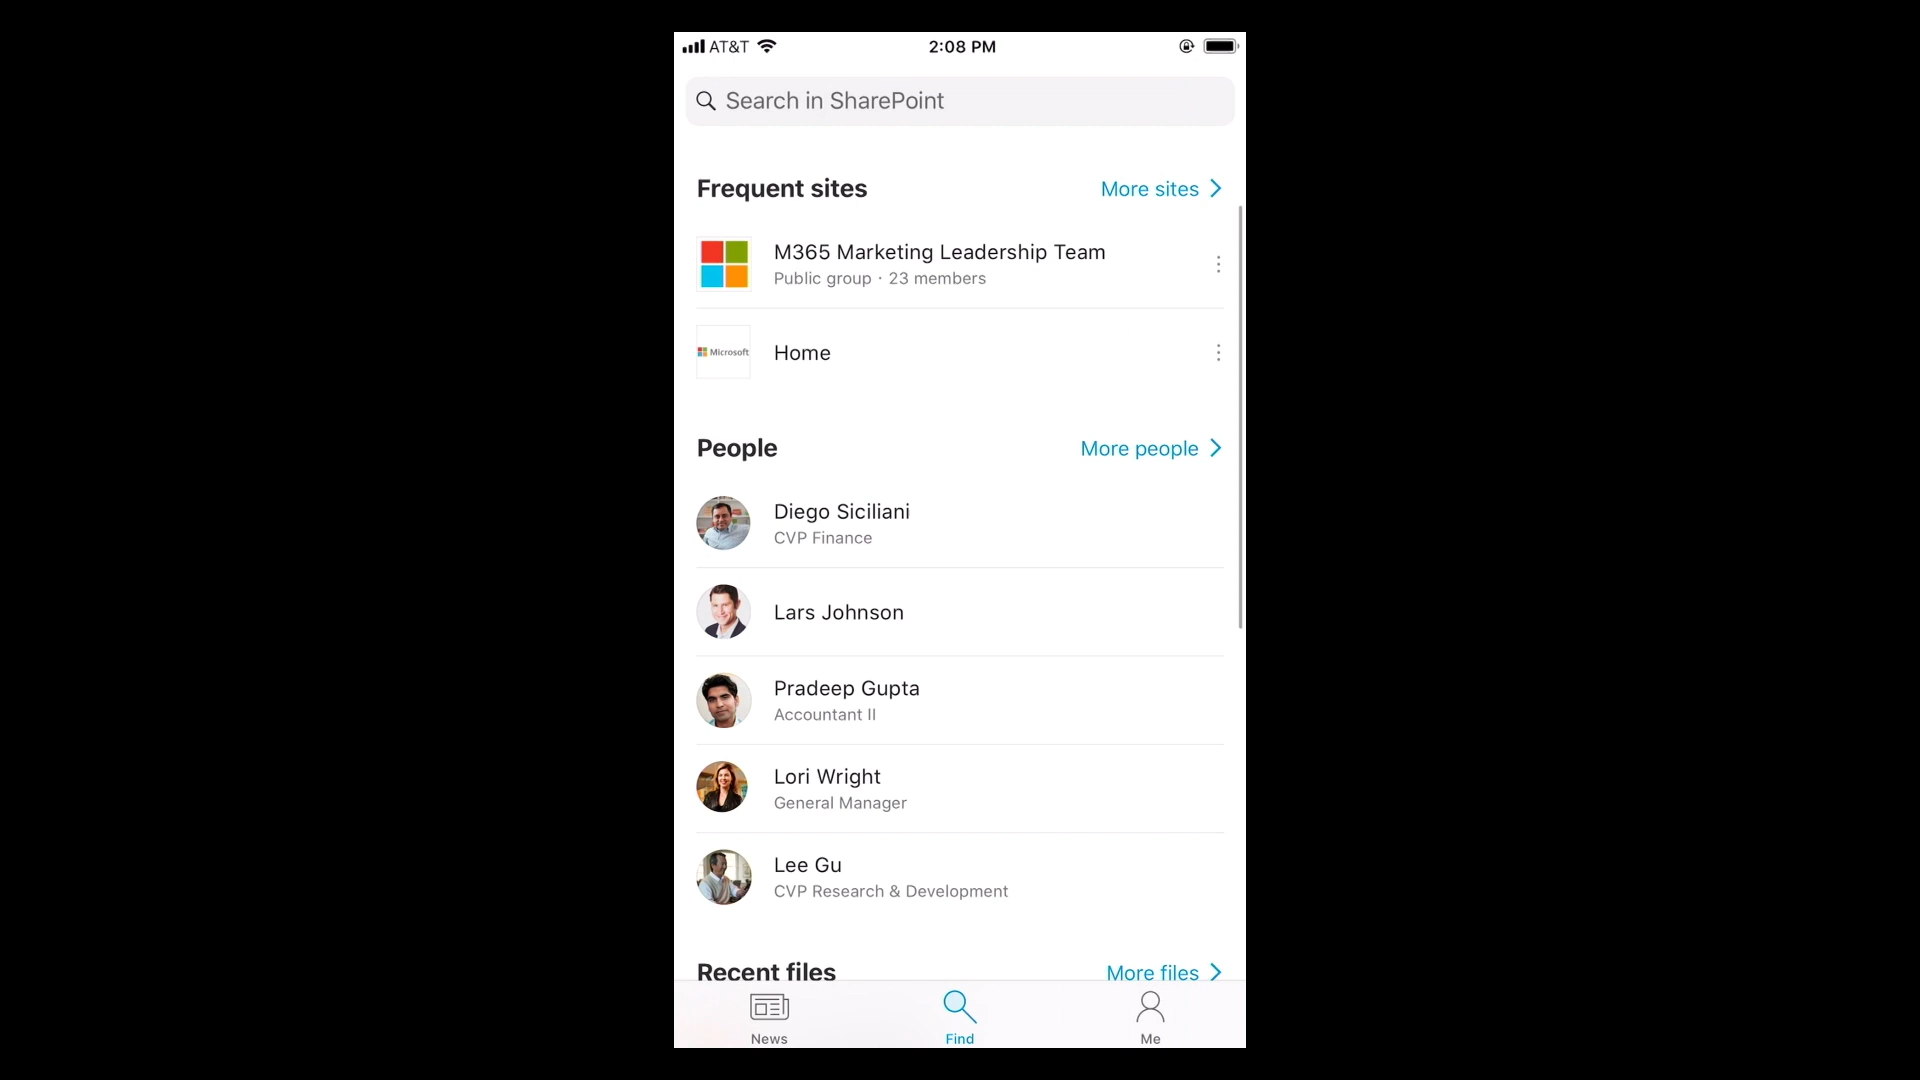 AT&T 2:08 PM
Search in SharePoint
Frequent sites More sites
M365 Marketing Leadership Team
Public group · 23 members
Microsoft Home
People More people
Diego Siciliani
CVP Finance
Lars Johnson
Pradeep Gupta
Accountant II
Lori Wright
General Manager
Lee Gu
CVP Research & Development
Recent files More files
News Find Me